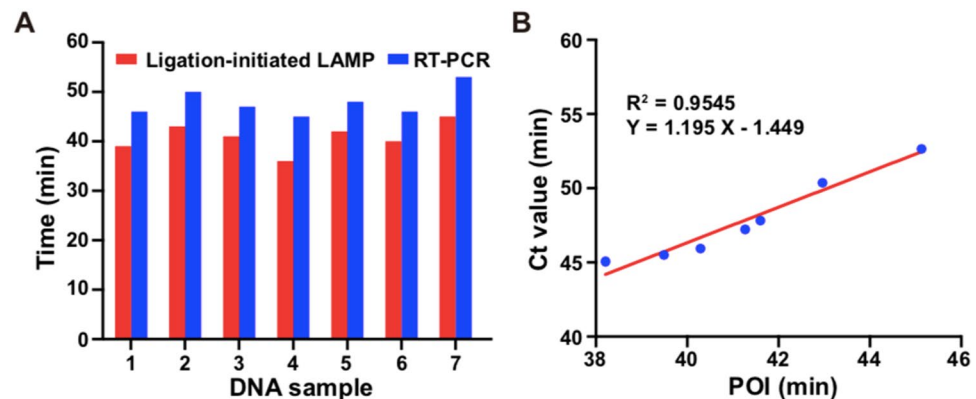 A
60
50
40
30
20
10
0
Time (min)
Ligation-initiated LAMP RT-PCR
1 2 3 4 5 6 7
DNA sample
B
60
55
50
45
40
Ct value (min)
R² = 0.9545
Y = 1.195 X - 1.449
38 40 42 44 46
POI (min)